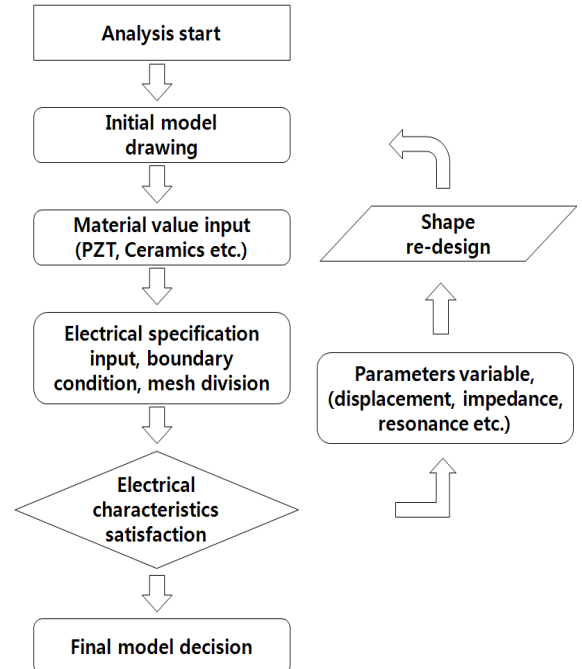 Analysis start
Initial model
drawing
Material value input
(PZT, Ceramics etc.)
Electrical specification
input, boundary
condition, mesh division
Electrical
characteristics
satisfaction
Final model decision
Shape
re-design
Parameters variable,
(displacement, impedance,
resonance etc.)